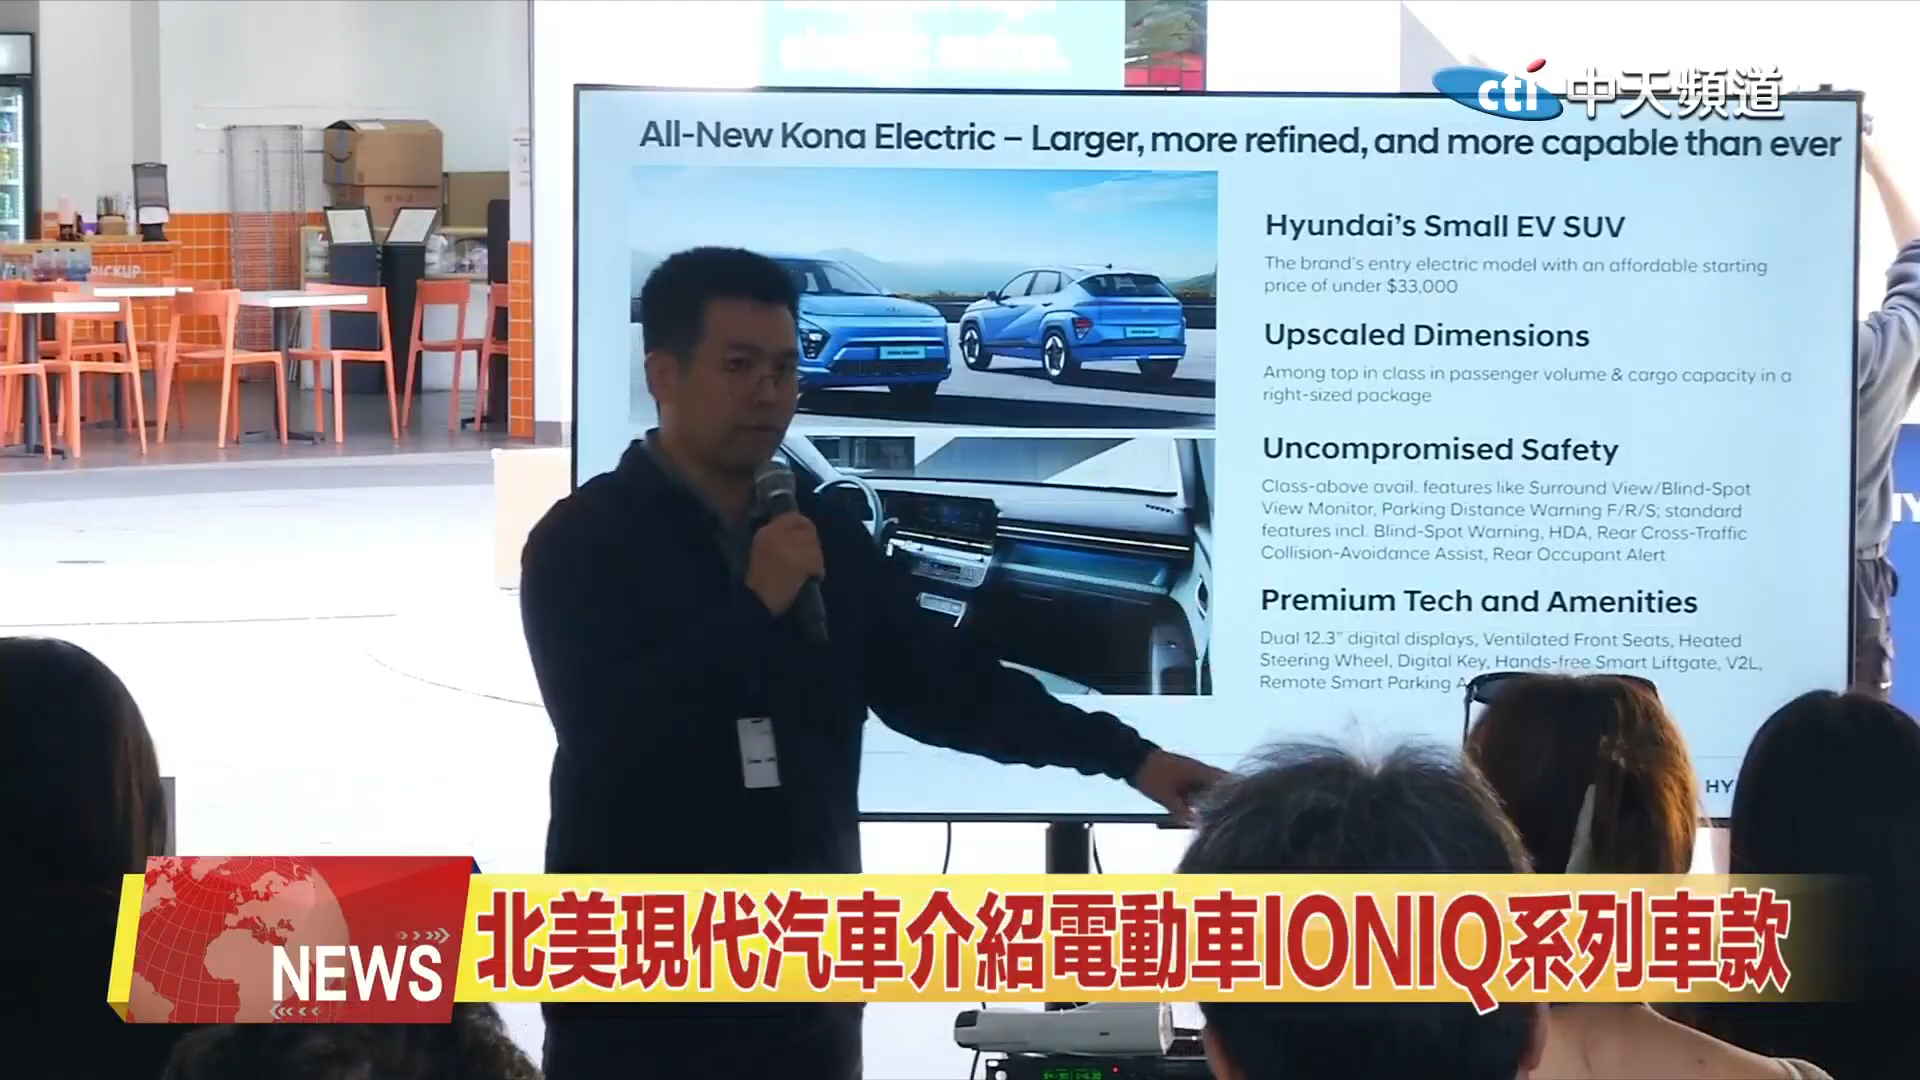 cti 中天頻道
All-New Kona Electric – Larger, more refined, and more capable than ever
Hyundai's Small EV SUV
The brand's entry electric model with an affordable starting
price of under $33,000
Upscaled Dimensions
Among top in class in passenger volume & cargo capacity in a
right-sized package
Uncompromised Safety
Class-above avail. features like Surround View/Blind-Spot
View Monitor, Parking Distance Warning F/R/S; standard
features incl. Blind-Spot Warning, HDA, Rear Cross-Traffic
Collision-Avoidance Assist, Rear Occupant Alert
Premium Tech and Amenities
Dual 12.3" digital displays, Ventilated Front Seats, Heated
Steering Wheel, Digital Key, Hands-free Smart Liftgate, V2L,
Remote Smart Parking
PICKUP
HY
HY
NEWS
北美現代汽車介紹電動車IONIQ系列車款